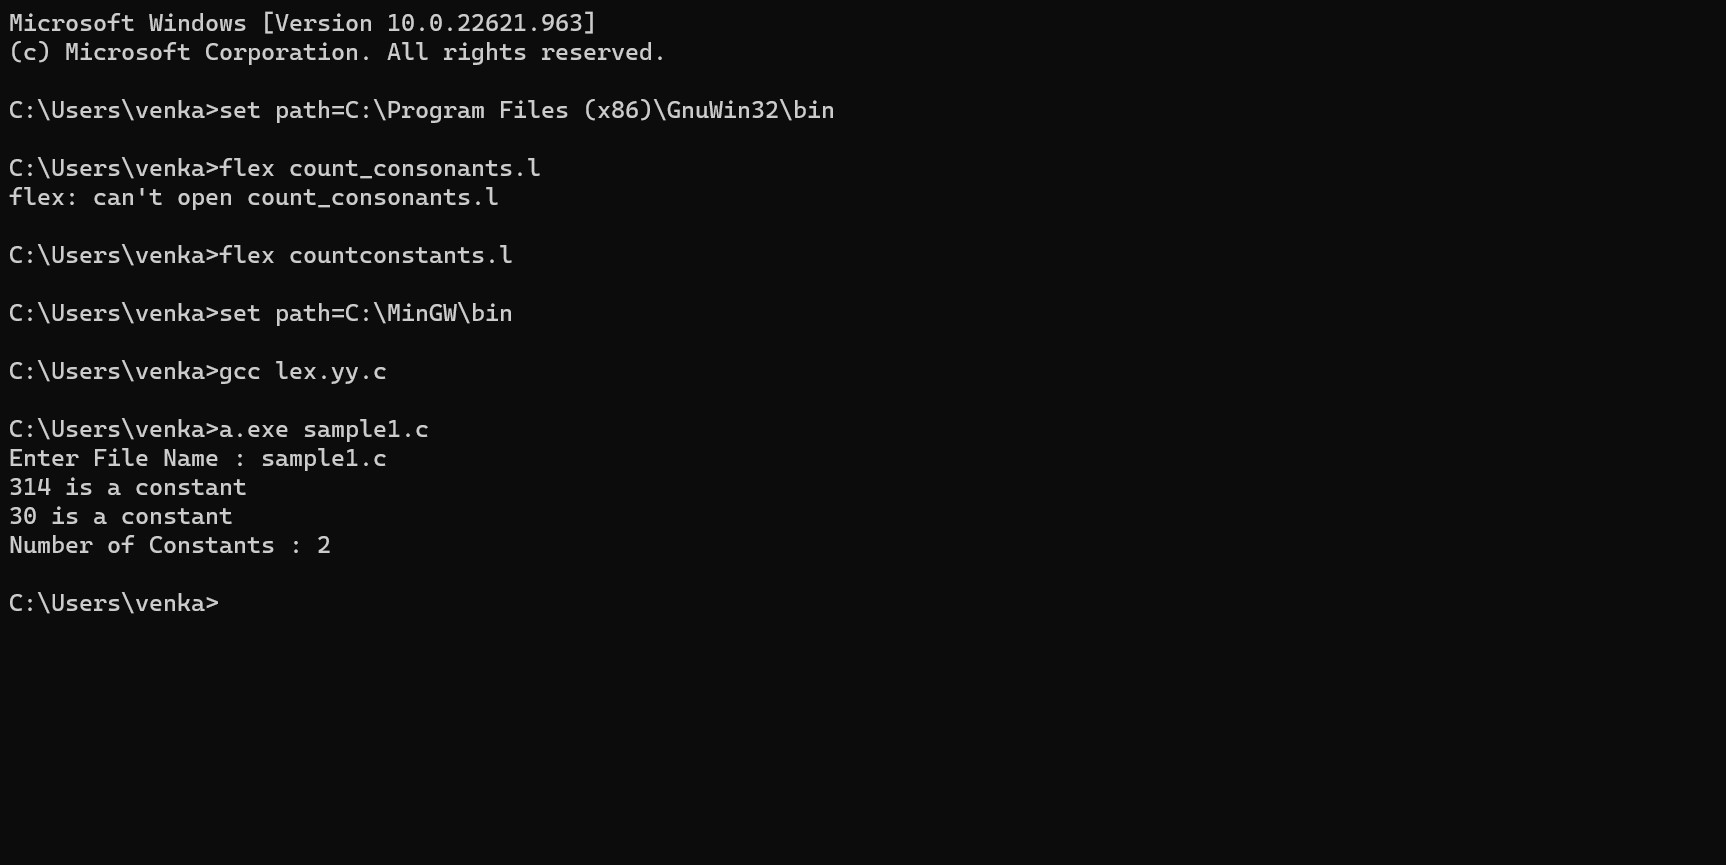 Microsoft Windows [Version 10.0.22621.963]
(c) Microsoft Corporation. All rights reserved.
C:\Users\venka>set path=C:\Program Files (x86)\GnuWin32\bin
C:\Users\venka>flex count_consonants.l
flex: can't open count_consonants.l
C:\Users\venka>flex countconstants.l
C:\Users\venka>set path=C:\MinGW\bin
C:\Users\venka>gcc lex.yy.c
C:\Users\venka>a.exe sample1.c
Enter File Name : sample1.c
314 is a constant
30 is a constant
Number of Constants : 2
C:\Users\venka>